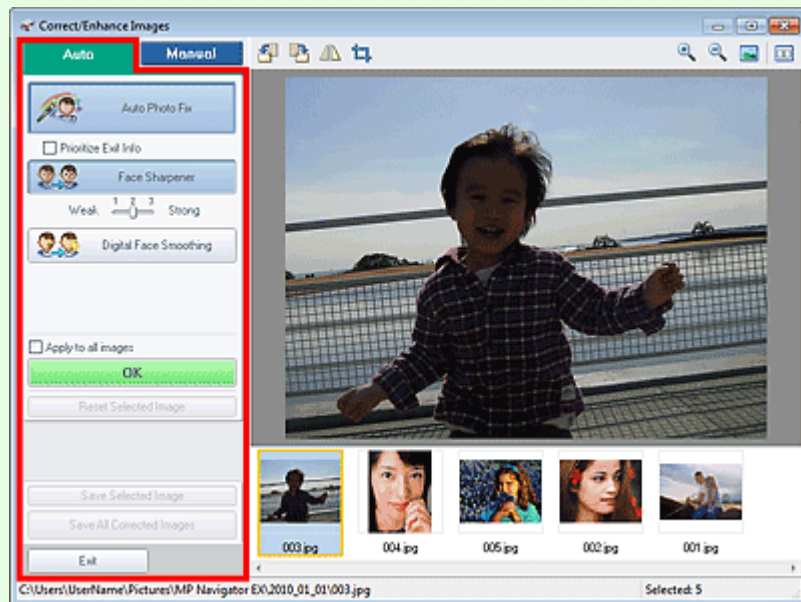 Correct/Enhance Images
Auto Manual
Auto Photo Fix
Prioritize Exif Info
Face Sharpener
1 2 3
Weak Strong
Digital Face Smoothing
Apply to all images
OK
Reset Selected Image
Save Selected Image
Save All Corrected Images
Exit
003.jpg 004.jpg 005.jpg 002.jpg 001.jpg
C:\Users\UserName\Pictures\MP Navigator EX\2010_01_01\003.jpg Selected: 5